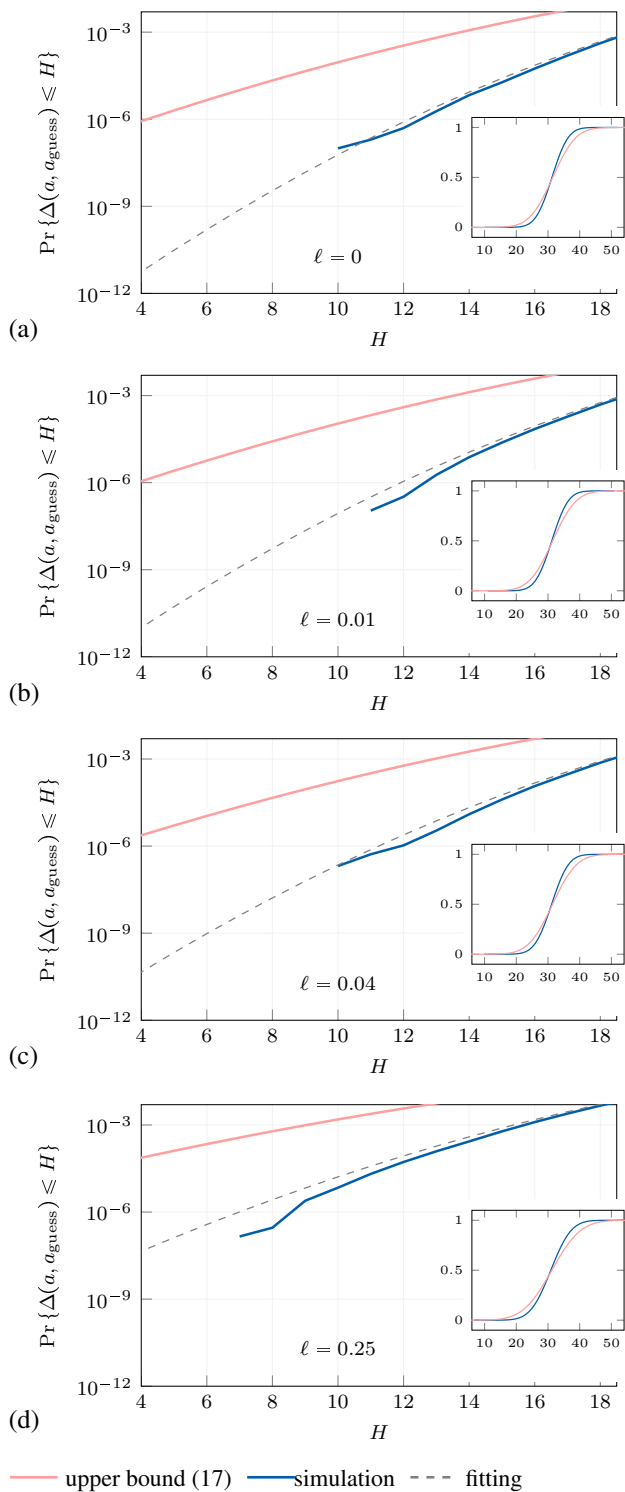 10−3
10−6
10−9
10−12
Pr {Δ(a, aguess) ⩽ H}
1
0.5
0
10 20 30 40 50
ℓ = 0
4 6 8 10 12 14 16 18
H
(a)
10−3
10−6
10−9
10−12
Pr {Δ(a, aguess) ⩽ H}
1
0.5
0
10 20 30 40 50
ℓ = 0.01
4 6 8 10 12 14 16 18
H
(b)
10−3
10−6
10−9
10−12
Pr {Δ(a, aguess) ⩽ H}
1
0.5
0
10 20 30 40 50
ℓ = 0.04
4 6 8 10 12 14 16 18
H
(c)
10−3
10−6
10−9
10−12
Pr {Δ(a, aguess) ⩽ H}
1
0.5
0
10 20 30 40 50
ℓ = 0.25
4 6 8 10 12 14 16 18
H
(d)
upper bound (17) simulation fitting